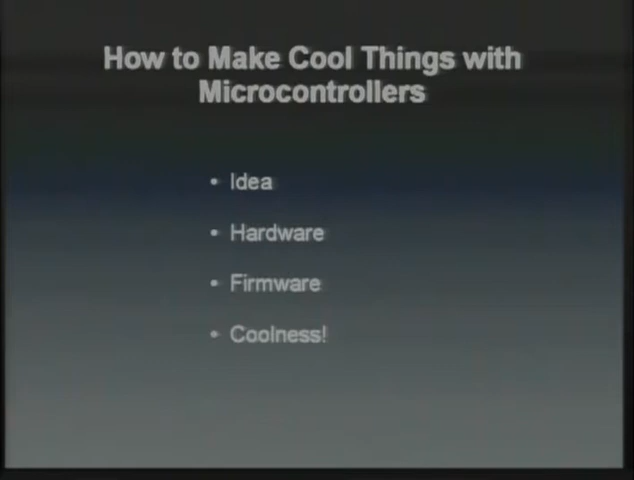 How to Make Cool Things with
Microcontrollers
• Idea
• Hardware
• Firmware
• Coolness!